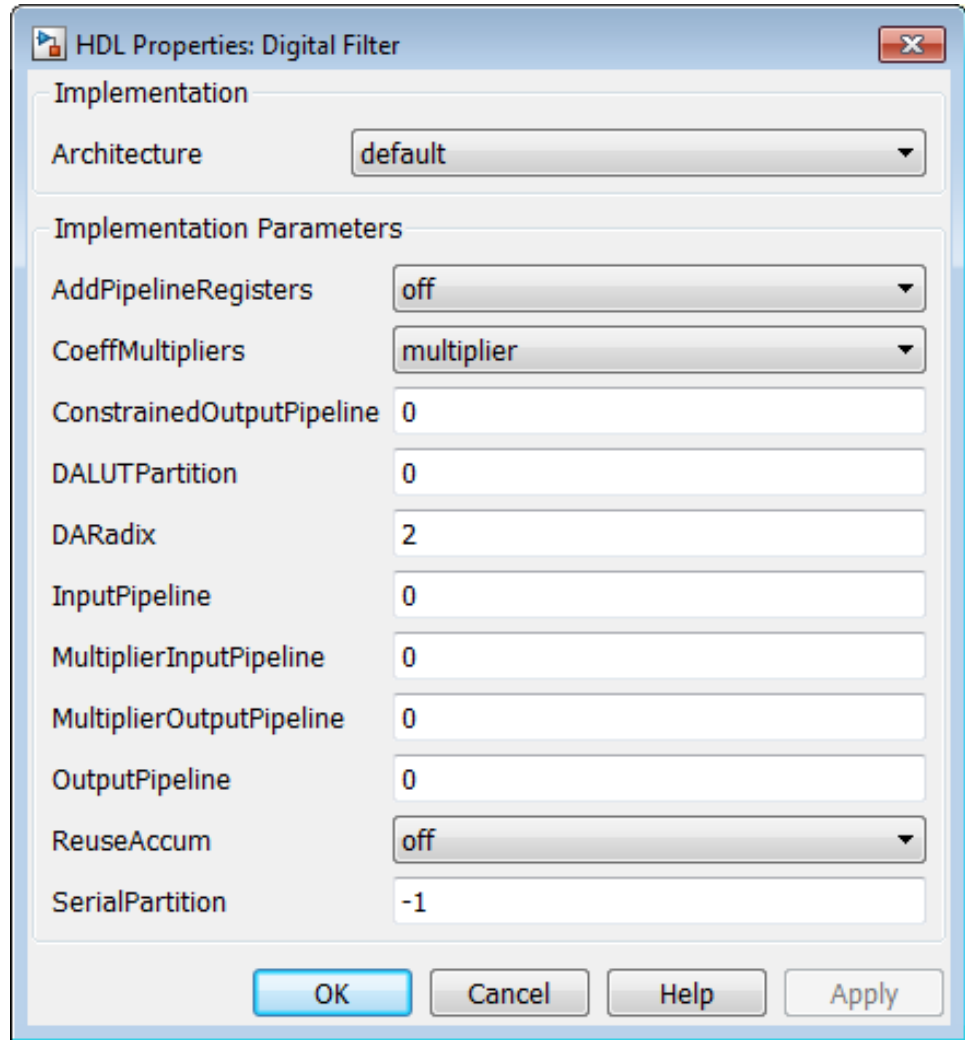 HDL Properties: Digital Filter
Implementation
Architecture default
Implementation Parameters
AddPipelineRegisters off
CoeffMultipliers multiplier
ConstrainedOutputPipeline 0
DALUTPartition 0
DARadix 2
InputPipeline 0
MultiplierInputPipeline 0
MultiplierOutputPipeline 0
OutputPipeline 0
ReuseAccum off
SerialPartition -1
OK Cancel Help Apply